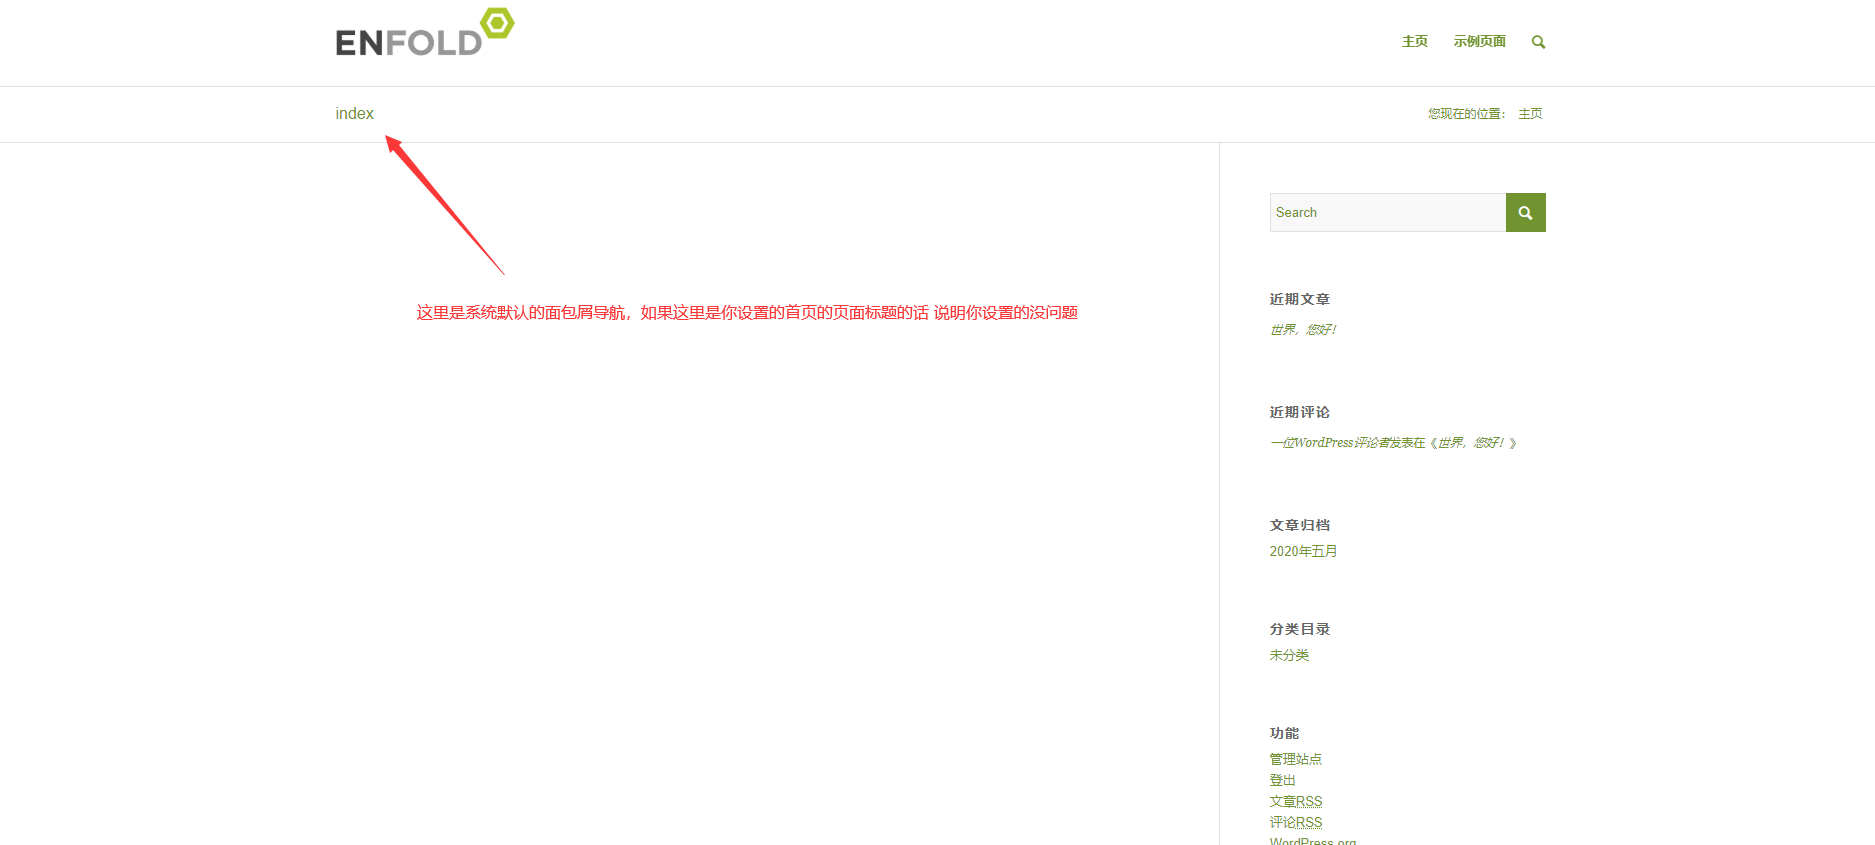 ENFOLD
主页 示例页面
index
您现在的位置： 主页
Search
这里是系统默认的面包屑导航，如果这里是你设置的首页的页面标题的话 说明你设置的没问题
近期文章
世界，您好！
近期评论
一位WordPress评论者发表在《世界，您好！》
文章归档
2020年五月
分类目录
未分类
功能
管理站点
登出
文章RSS
评论RSS
WordPress.org